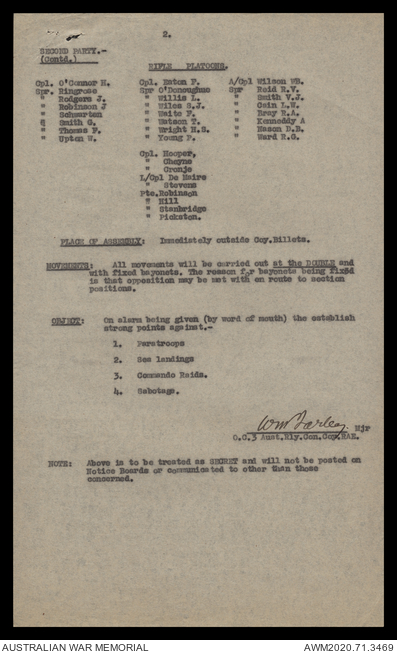 2.
SECOND PARTY.-
(Contd.)
RIFLE PLATOONS.
Cpl. O'Connor H. Cpl. Eaton F. A/Cpl Wilson WB.
Spr. Ringrose Spr O'Donoughue Spr Reid R.V.
" Rodgers J. " Willis L. " Smith V.J.
" Robinson J " Miles S.J. " Cain L.W.
" Schwarten " Waite F. " Bray R.A.
" Smith G. " Watson T. " Kennedy A
" Thomas F. " Wright H.S. " Mason D.B.
" Upton W. " Young P. " Ward R.G.
Cpl. Hooper,
" Cheyne
" Cronje
L/Cpl De Maire
" Stevens
Pte.Robinson
" Hill
" Stanbridge
" Pickston.
PLACE OF ASSEMBLY: Immediately outside Coy.Billets.
MOVEMENTS: All movements will be carried out at the DOUBLE and
with fixed bayonets. The reason for bayonets being fixed
is that opposition may be met with en route to section
positions.
OBJECT: On alarm being given (by word of mouth) the establish
strong points against.-
1. Paratroops
2. Sea landings
3. Commando Raids.
4. Sabotage.
Mjr
O.C.3 Aust.Rly.Con.Coy.RAE.
NOTE: Above is to be treated as SECRET and will not be posted on
Notice Boards or communicated to other than those
concerned.
AUSTRALIAN WAR MEMORIAL AWM2020.71.3469